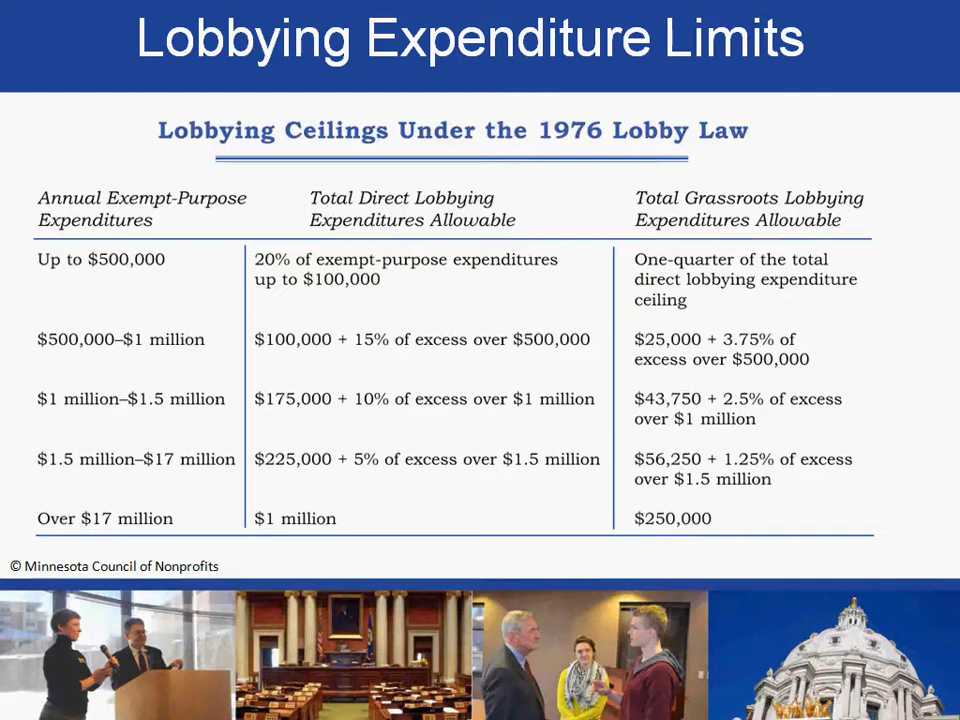 Lobbying Expenditure Limits
Lobbying Ceilings Under the 1976 Lobby Law
Annual Exempt-Purpose
Expenditures
Total Direct Lobbying
Expenditures Allowable
Total Grassroots Lobbying
Expenditures Allowable
Up to $500,000
20% of exempt-purpose expenditures
up to $100,000
One-quarter of the total
direct lobbying expenditure
ceiling
$500,000–$1 million
$100,000 + 15% of excess over $500,000
$25,000 + 3.75% of
excess over $500,000
$1 million–$1.5 million
$175,000 + 10% of excess over $1 million
$43,750 + 2.5% of excess
over $1 million
$1.5 million–$17 million
$225,000 + 5% of excess over $1.5 million
$56,250 + 1.25% of excess
over $1.5 million
Over $17 million
$1 million
$250,000
© Minnesota Council of Nonprofits